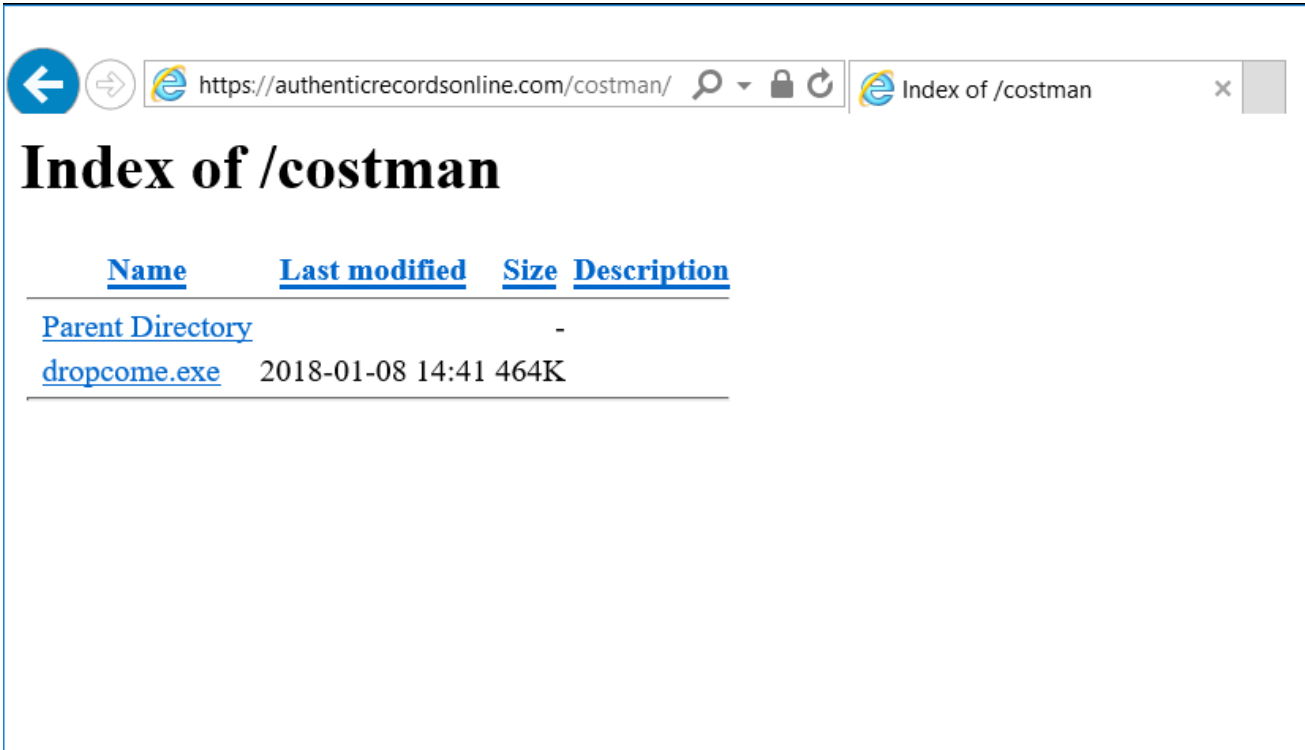 https://authenticrecordsonline.com/costman/ Index of /costman
Index of /costman
Name Last modified Size Description
Parent Directory -
dropcome.exe 2018-01-08 14:41 464K